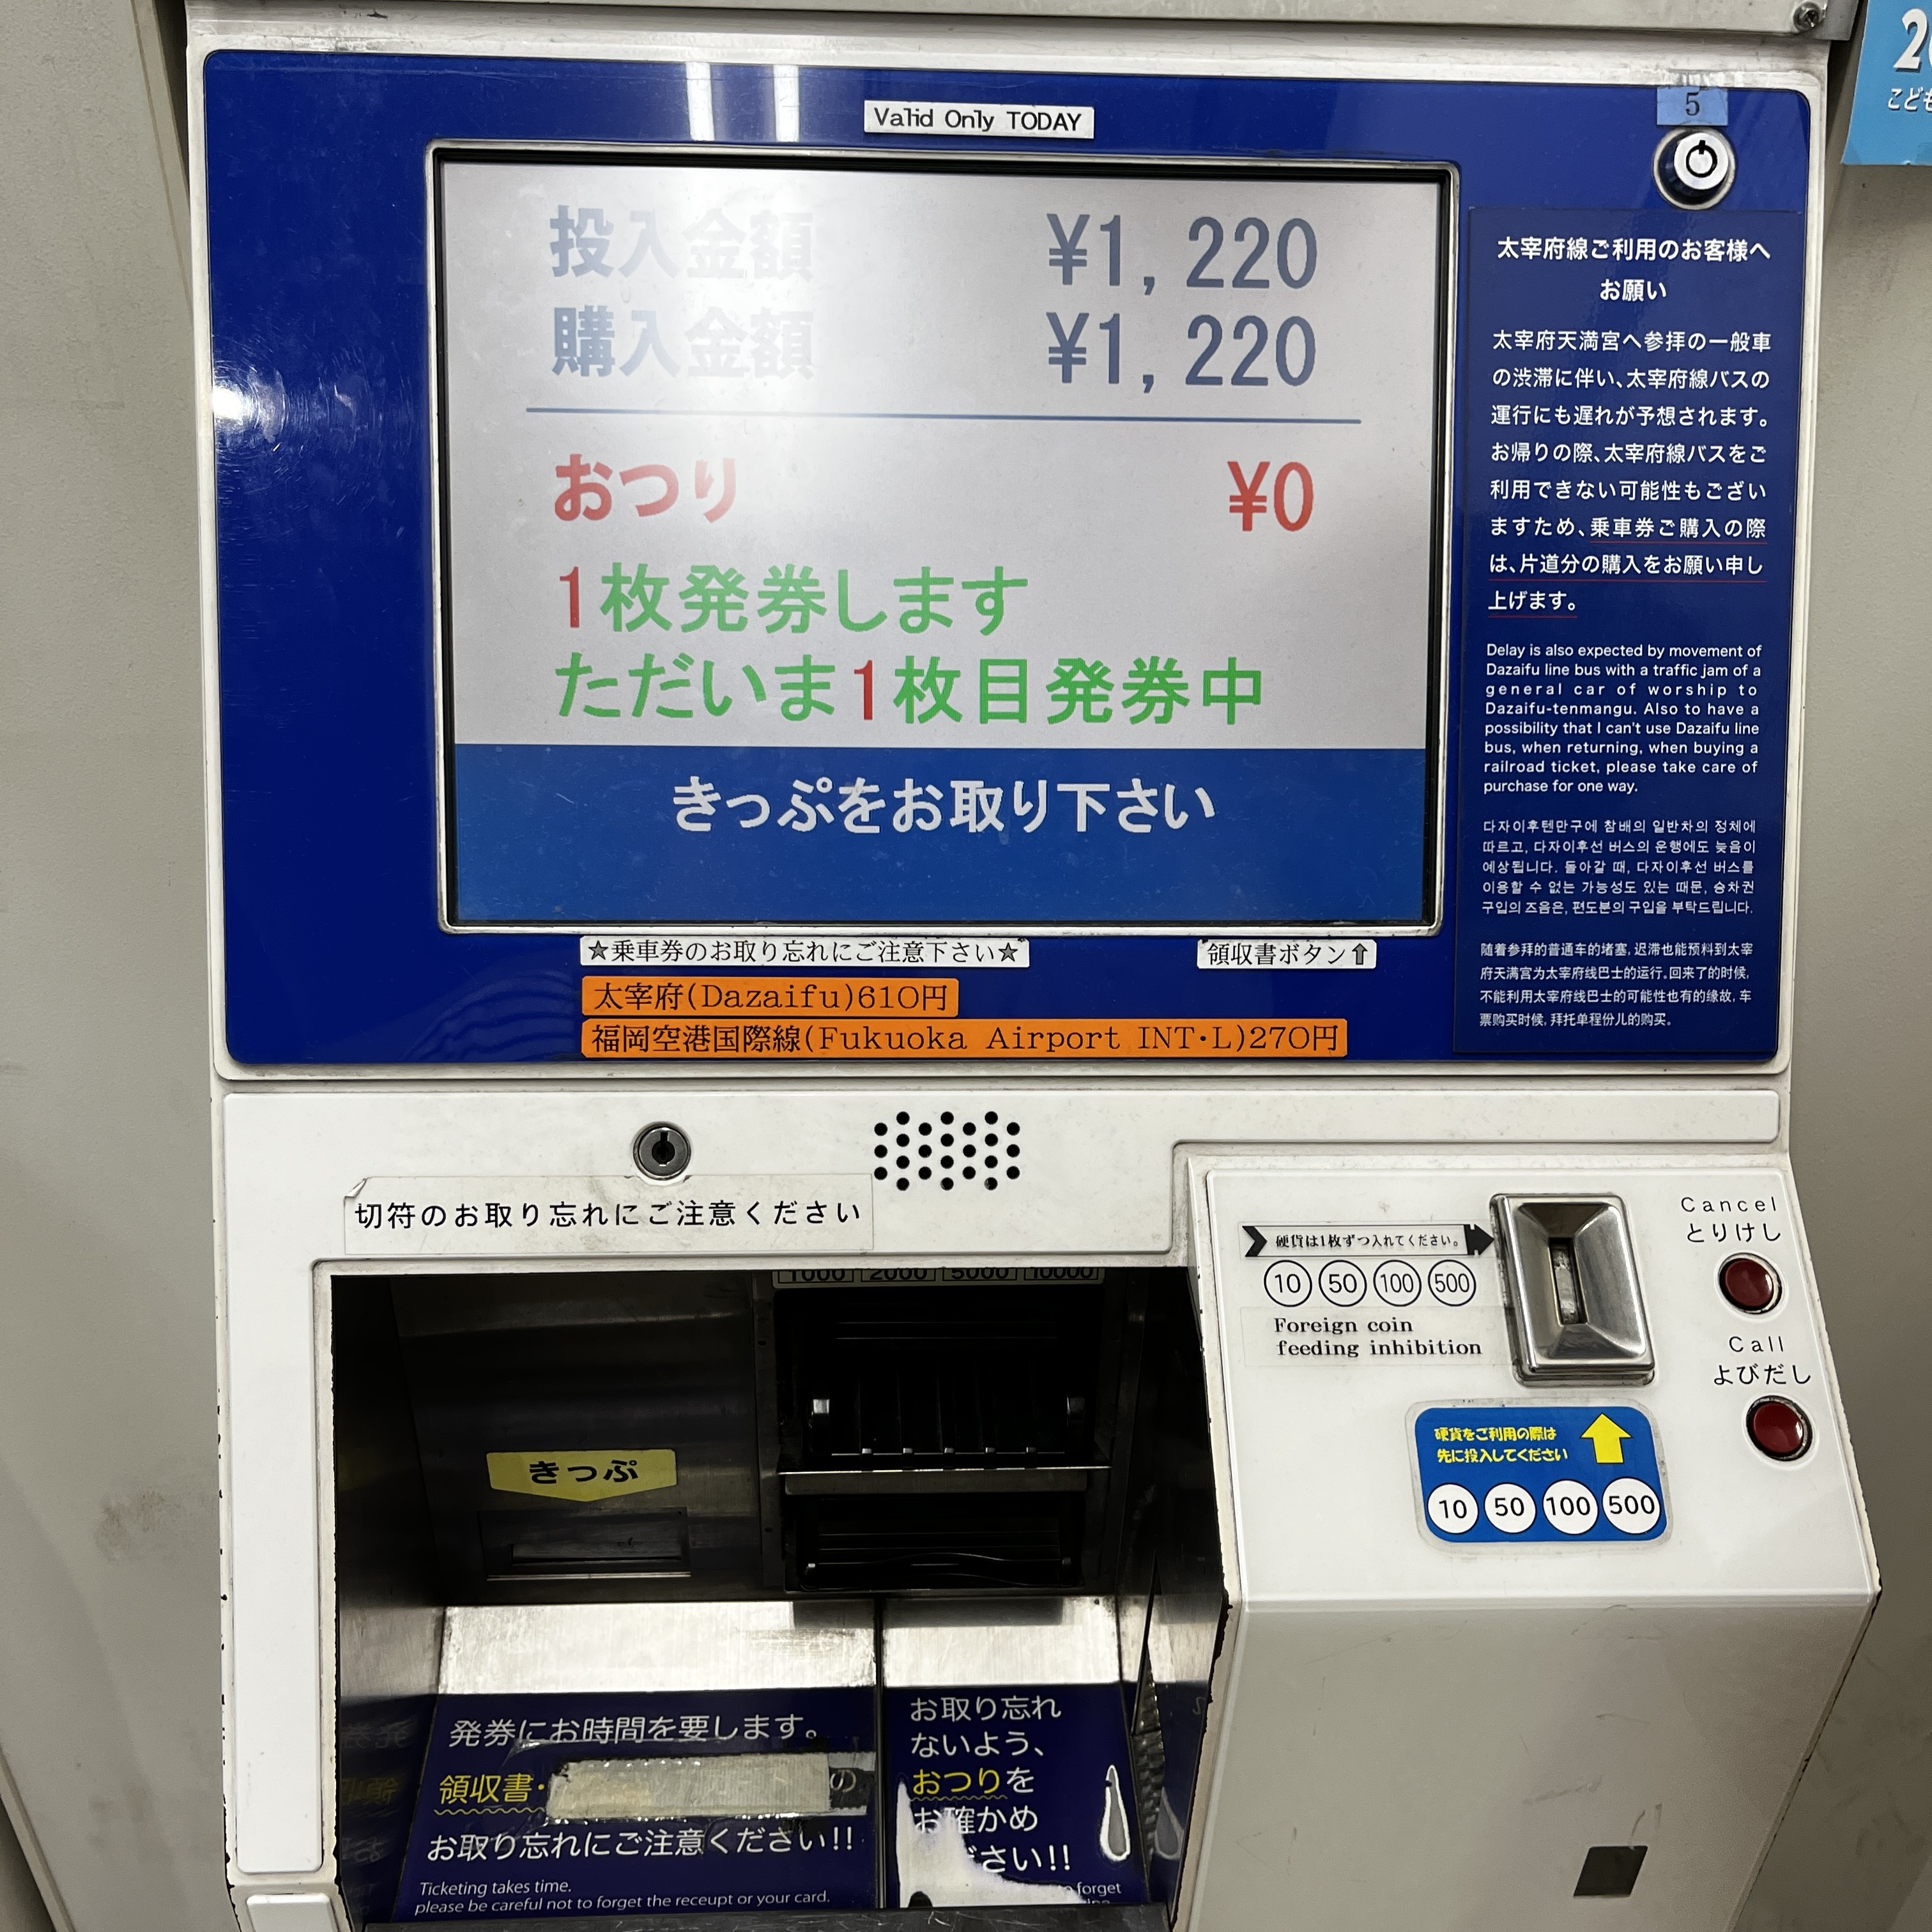 2
こども
5
Valid Only TODAY
投入金額 ¥1,220
購入金額 ¥1,220
おつり ¥0
1枚発券します
ただいま1枚目発券中
きっぷをお取り下さい
太宰府線ご利用のお客様へ
お願い
太宰府天満宮へ参拝の一般車
の渋滞に伴い、太宰府線バスの
運行にも遅れが予想されます。
お帰りの際、太宰府線バスをご
利用できない可能性もござい
ますため、乗車券ご購入の際
は、片道分の購入をお願い申し
上げます。
Delay is also expected by movement of
Dazaifu line bus with a traffic jam of a
general car of worship to
Dazaifu-tenmangu. Also to have a
possibility that I can't use Dazaifu line
bus, when returning, when buying a
railroad ticket, please take care of
purchase for one way.
다자이후텐만구에 참배의 일반차의 정체에
따르고, 다자이후선 버스의 운행에도 늦음이
예상됩니다. 돌아갈 때, 다자이후선 버스를
이용할 수 없는 가능성도 있는 때문, 승차권
구입의 즈음은, 편도분의 구입을 부탁드립니다.
随着参拜的普通车的堵塞, 迟滞也能预料到太宰
府天满宫为太宰府线巴士的运行。回来了的时候,
不能利用太宰府线巴士的可能性也有的缘故, 车
票购买时候, 拜托单程份儿的购买。
☆乗車券のお取り忘れにご注意下さい☆
領収書ボタン⇧
太宰府(Dazaifu)610円
福岡空港国際線(Fukuoka Airport INT・L)270円
切符のお取り忘れにご注意ください
硬貨は1枚ずつ入れてください。
10 50 100 500
Foreign coin
feeding inhibition
Cancel
とりけし
Call
よびだし
硬貨をご利用の際は
先に投入してください
10 50 100 500
1000 2000 5000 10000
きっぷ
発券にお時間を要します。
領収書・ の
お取り忘れにご注意ください!!
Ticketing takes time.
please be careful not to forget the receupt or your card.
お取り忘れ
ないよう、
おつりを
お確かめ
ださい!!
forget